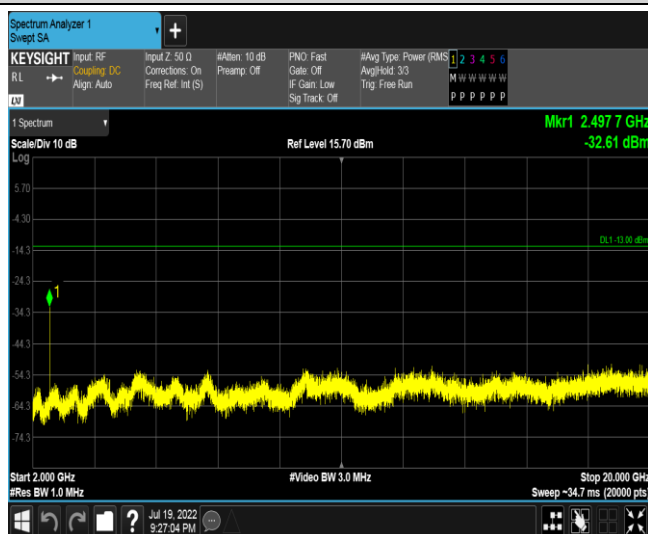 Spectrum Analyzer 1
Swept SA
+
KEYSIGHT
RL
LXI
Input: RF
Coupling: DC
Align: Auto
Input Z: 50 Ω
Corrections: On
Freq Ref: Int (S)
#Atten: 10 dB
Preamp: Off
PNO: Fast
Gate: Off
IF Gain: Low
Sig Track: Off
#Avg Type: Power (RMS
Avg|Hold: 3/3
Trig: Free Run
1 2 3 4 5 6
M W W W W W
P P P P P P
1 Spectrum
Scale/Div 10 dB
Ref Level 15.70 dBm
Mkr1 2.497 7 GHz
-32.61 dBm
Log
5.70
-4.30
DL1 -13.00 dBm
-14.3
-24.3
1
-34.3
-44.3
-54.3
-64.3
-74.3
Start 2.000 GHz
#Video BW 3.0 MHz
Stop 20.000 GHz
#Res BW 1.0 MHz
Sweep ~34.7 ms (20000 pts)
?
Jul 19, 2022
9:27:04 PM